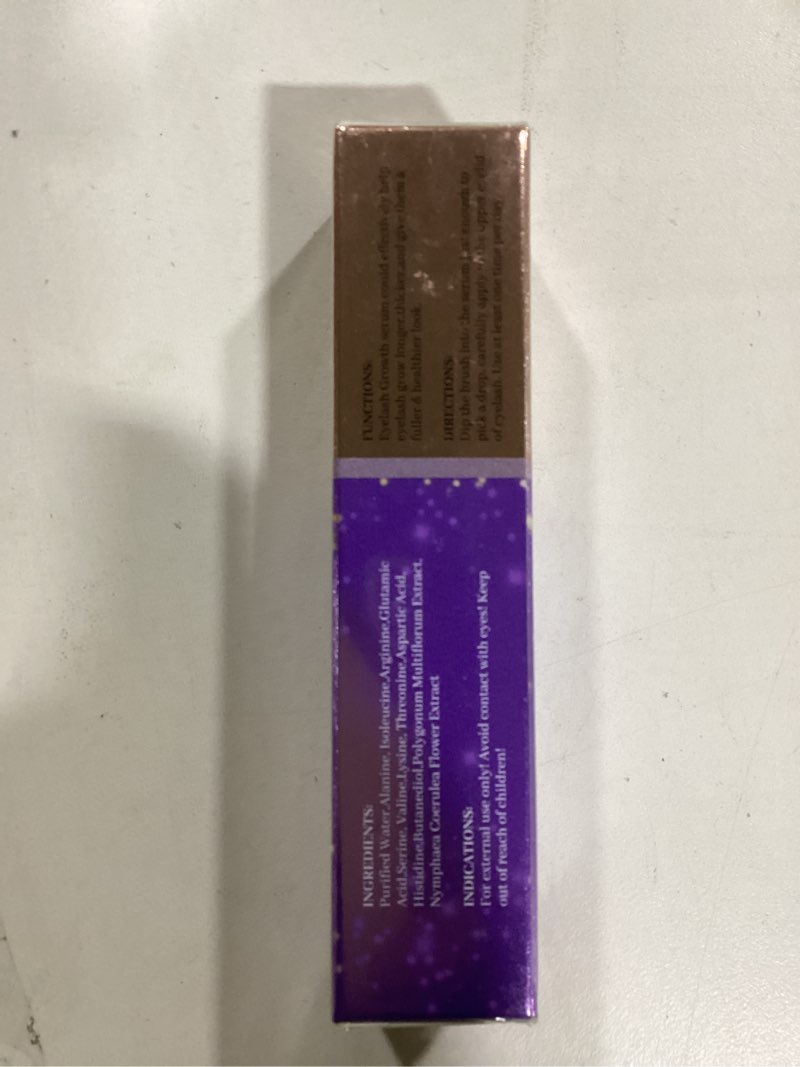 INGREDIENTS:
Purified Water,Alanine, Isoleucine,Arginine,Glutamic
Acid,Serine, Valine,Lysine, Threonine,Aspartic Acid,
Histidine,Butanediol,Polygonum Multiflorum Extract,
Nymphaea Coerulea Flower Extract
INDICATIONS:
For external use only! Avoid contact with eyes! Keep
out of reach of children!
FUNCTIONS:
Eyelash Growth serum could effectively help
eyelash grow longer,thicker,and give them a
fuller & healthier look.
DIRECTIONS:
Dip the brush into the serum just enough to
pick a drop, carefully apply to the upper eyelid
of eyelash. Use at least one time per day.